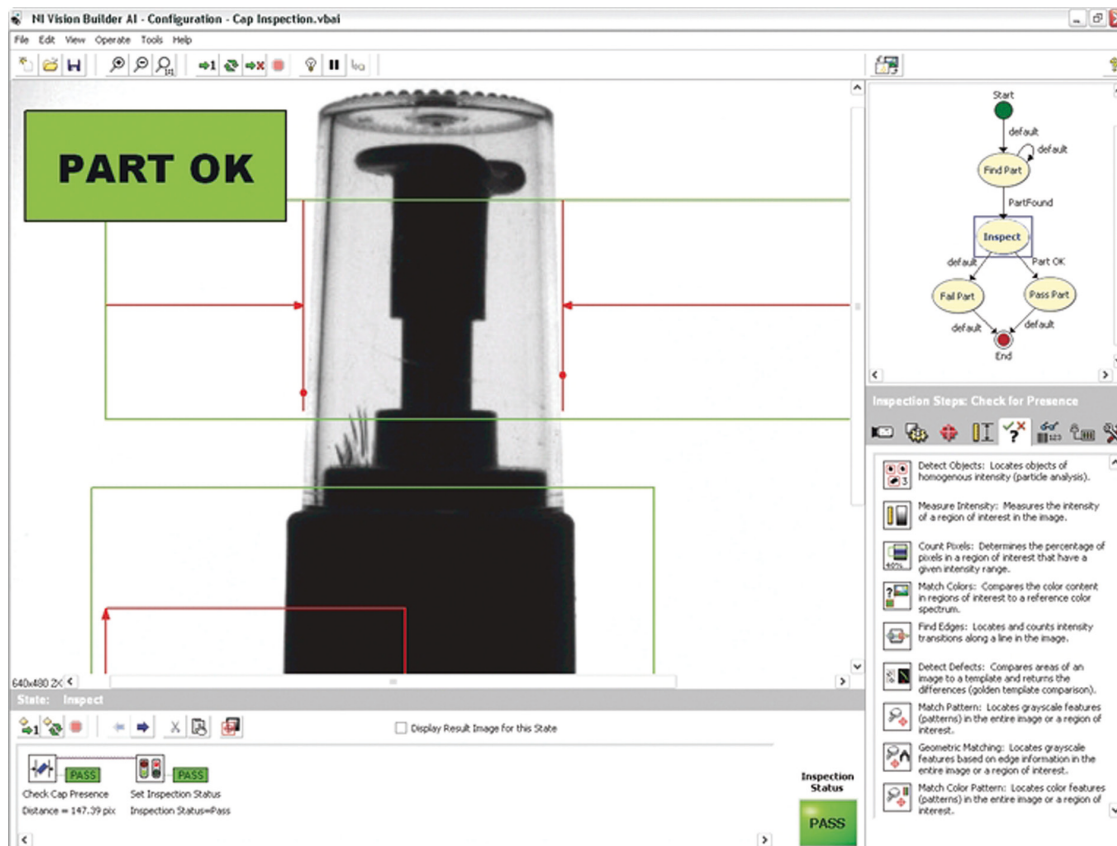 NI Vision Builder AI - Configuration - Cap Inspection.vbai
File Edit View Operate Tools Help
1:1
1
PART OK
Start
default
default
Find Part
PartFound
Inspect
default
Part OK
Fail Part
Pass Part
default
default
End
Inspection Steps: Check for Presence
?
123
3
Detect Objects: Locates objects of
homogenous intensity (particle analysis).
Measure Intensity: Measures the intensity
of a region of interest in the image.
40%
Count Pixels: Determines the percentage of
pixels in a region of interest that have a
given intensity range.
?
Match Colors: Compares the color content
in regions of interest to a reference color
spectrum.
Find Edges: Locates and counts intensity
transitions along a line in the image.
Detect Defects: Compares areas of an
image to a template and returns the
differences (golden template comparison).
Match Pattern: Locates grayscale features
(patterns) in the entire image or a region of
interest.
Geometric Matching: Locates grayscale
features based on edge information in the
entire image or a region of interest.
Match Color Pattern: Locates color features
(patterns) in the entire image or a region of
interest.
640x480
State: Inspect
1
Display Result Image for this State
PASS PASS
Check Cap Presence Set Inspection Status
Distance = 147.39 pix Inspection Status=Pass
Inspection
Status
PASS